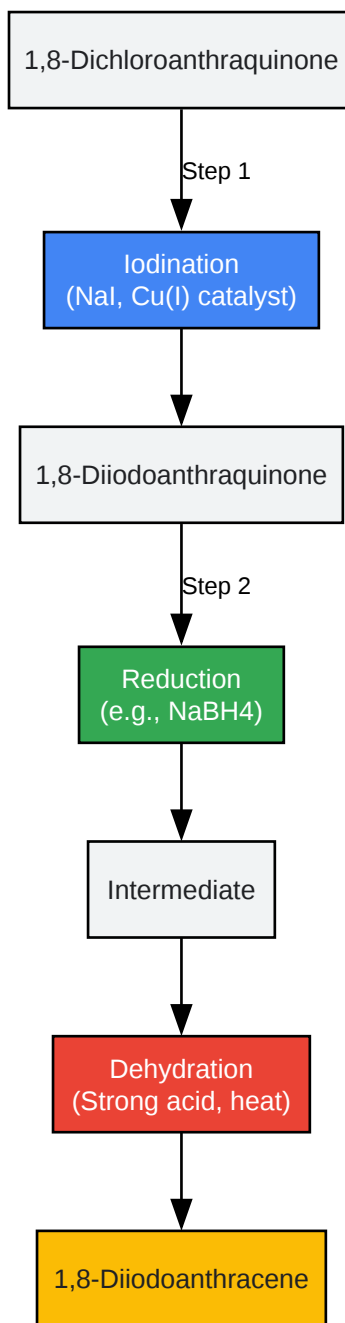 1,8-Dichloroanthraquinone
Step 1
Iodination
(NaI, Cu(I) catalyst)
1,8-Diiodoanthraquinone
Step 2
Reduction
(e.g., NaBH4)
Intermediate
Dehydration
(Strong acid, heat)
1,8-Diiodoanthracene